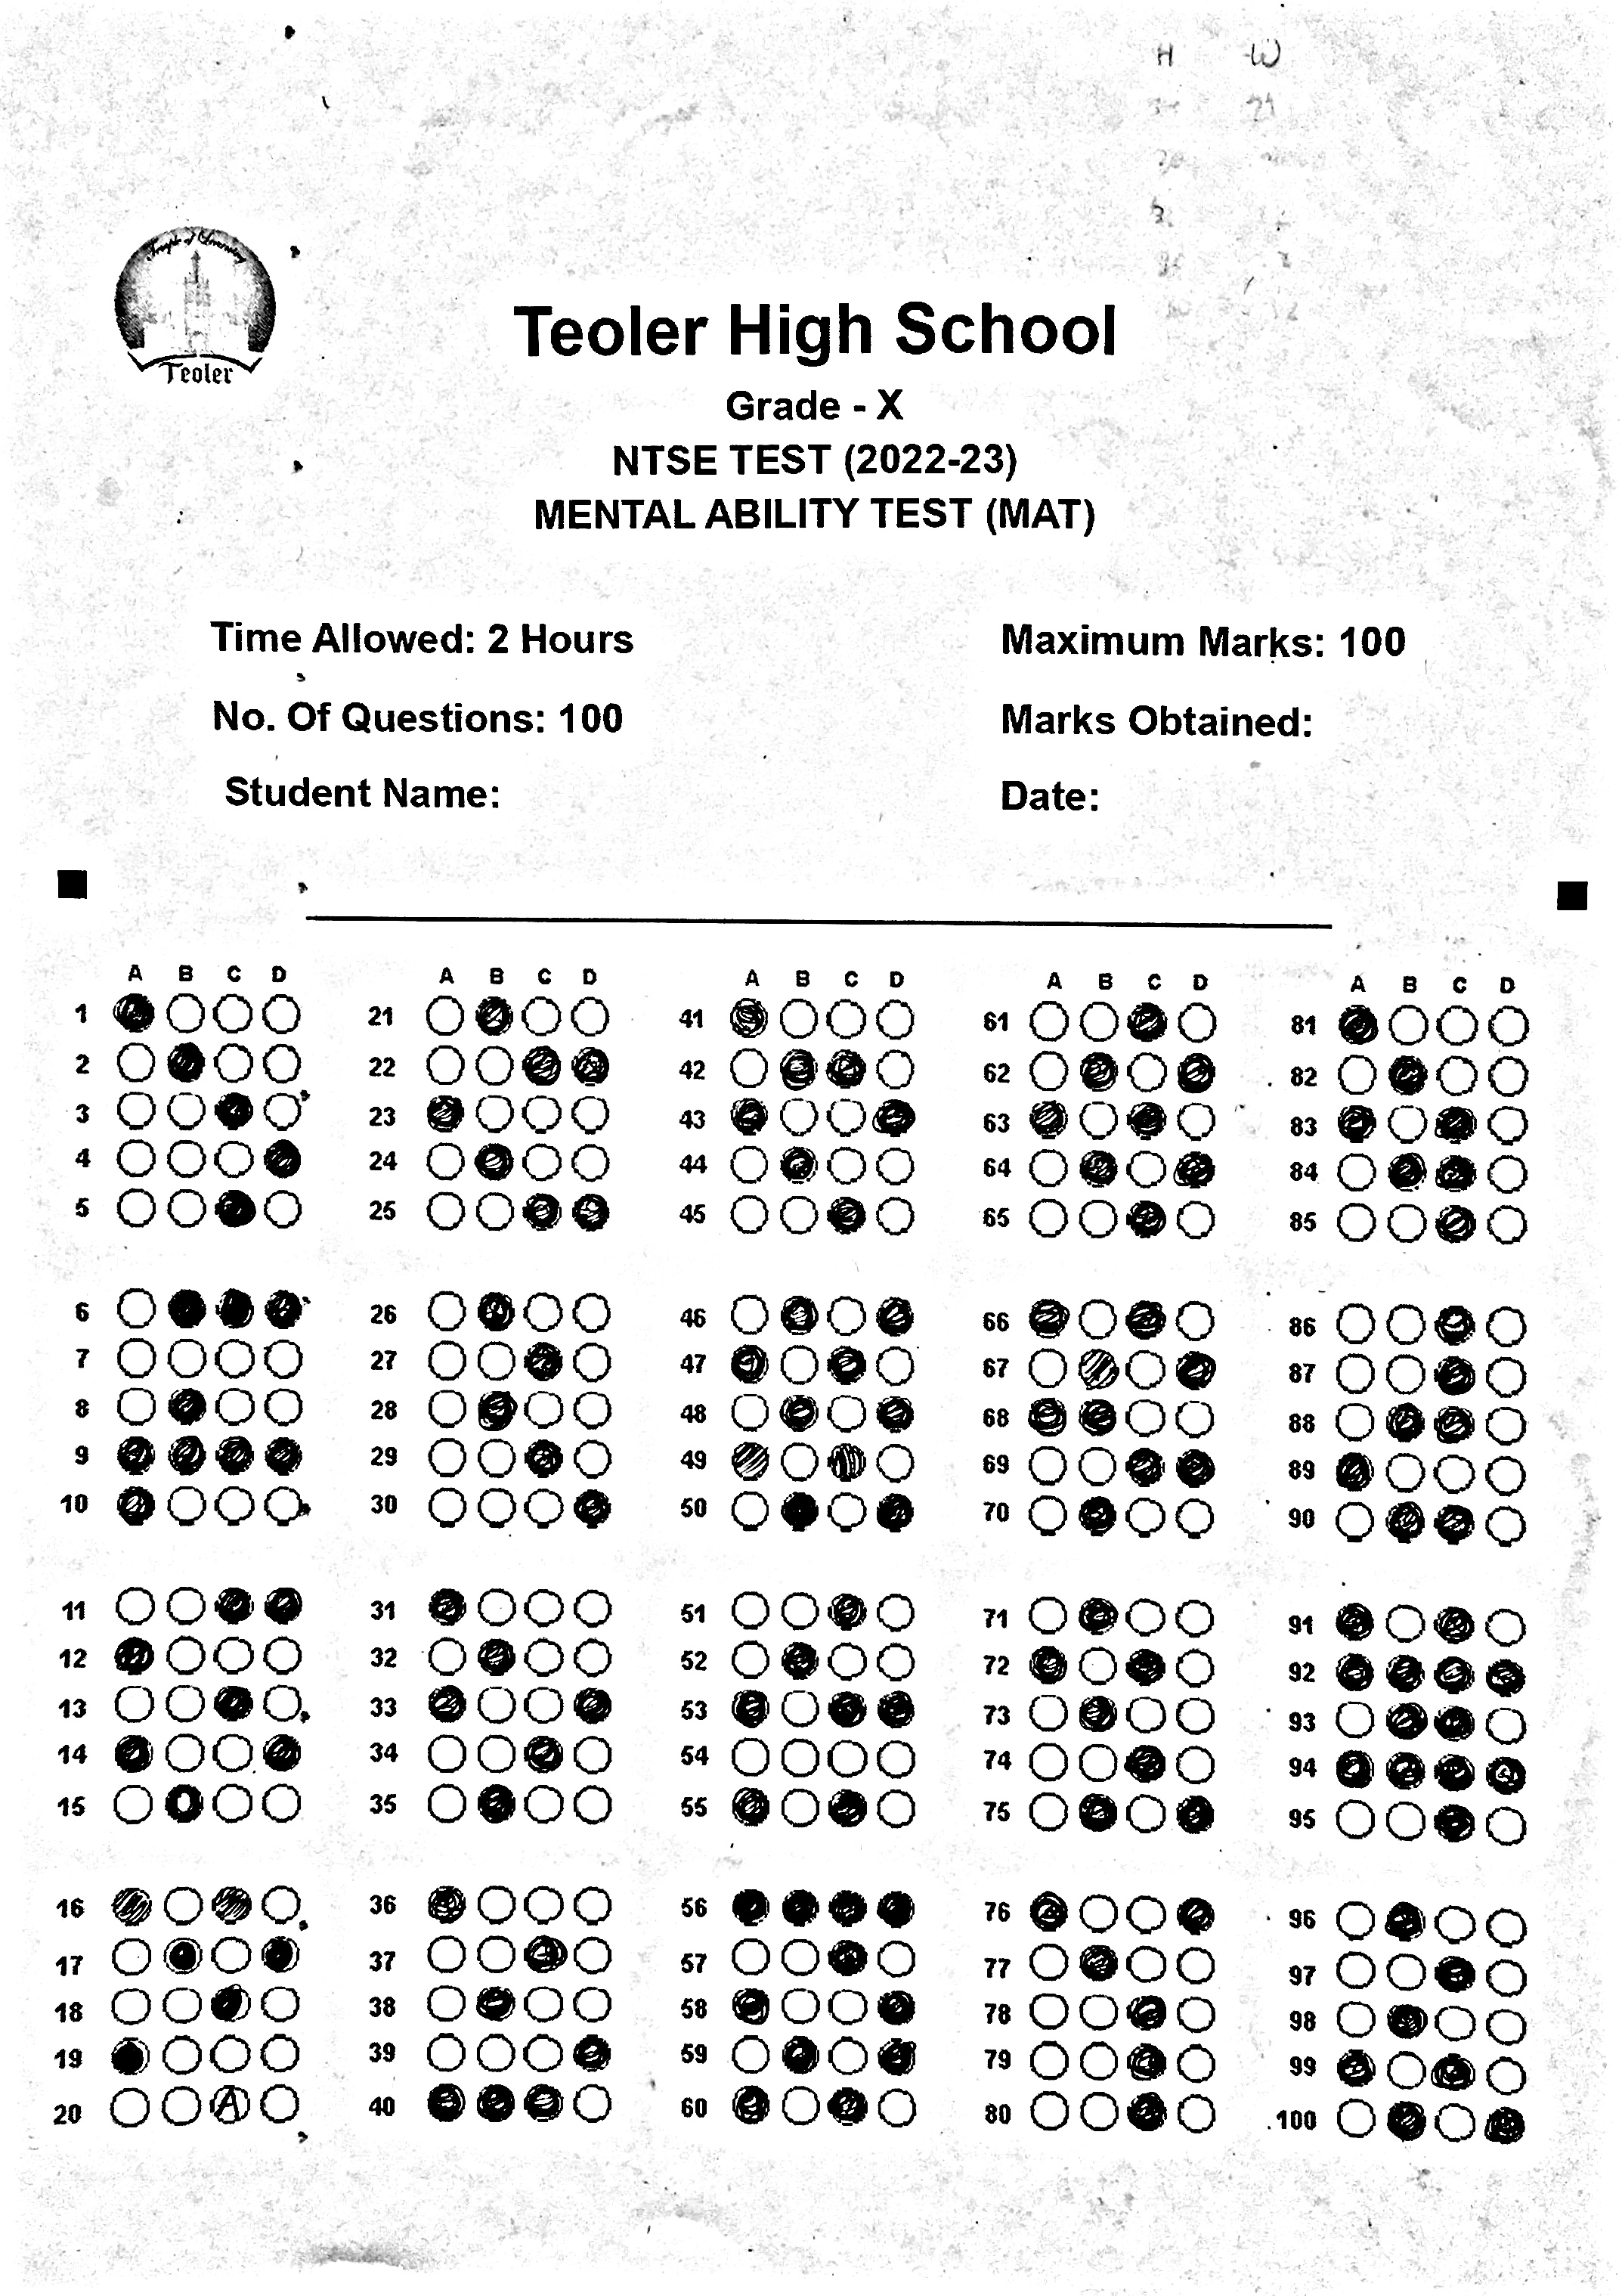 H W
Temple of Learning
Teoler
Teoler High School
Grade - X
NTSE TEST (2022-23)
MENTAL ABILITY TEST (MAT)
Time Allowed: 2 Hours Maximum Marks: 100
No. Of Questions: 100 Marks Obtained:
Student Name: Date:
A B C D A B C D A B C D A B C D A B C D
1 21 41 61 81
2 22 42 62 82
3 23 43 63 83
4 24 44 64 84
5 25 45 65 85
6 26 46 66 86
7 27 47 67 87
8 28 48 68 88
9 29 49 69 89
10 30 50 70 90
11 31 51 71 91
12 32 52 72 92
13 33 53 73 93
14 34 54 74 94
15 35 55 75 95
16 36 56 76 96
17 37 57 77 97
18 38 58 78 98
19 39 59 79 99
20 A 40 60 80 100